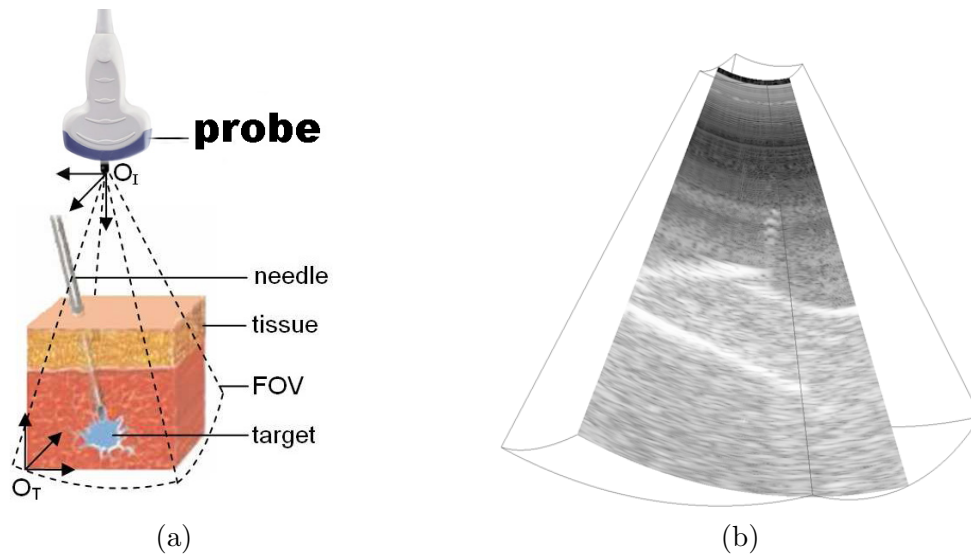 probe
O_I
needle
tissue
FOV
target
O_T
(a)
(b)